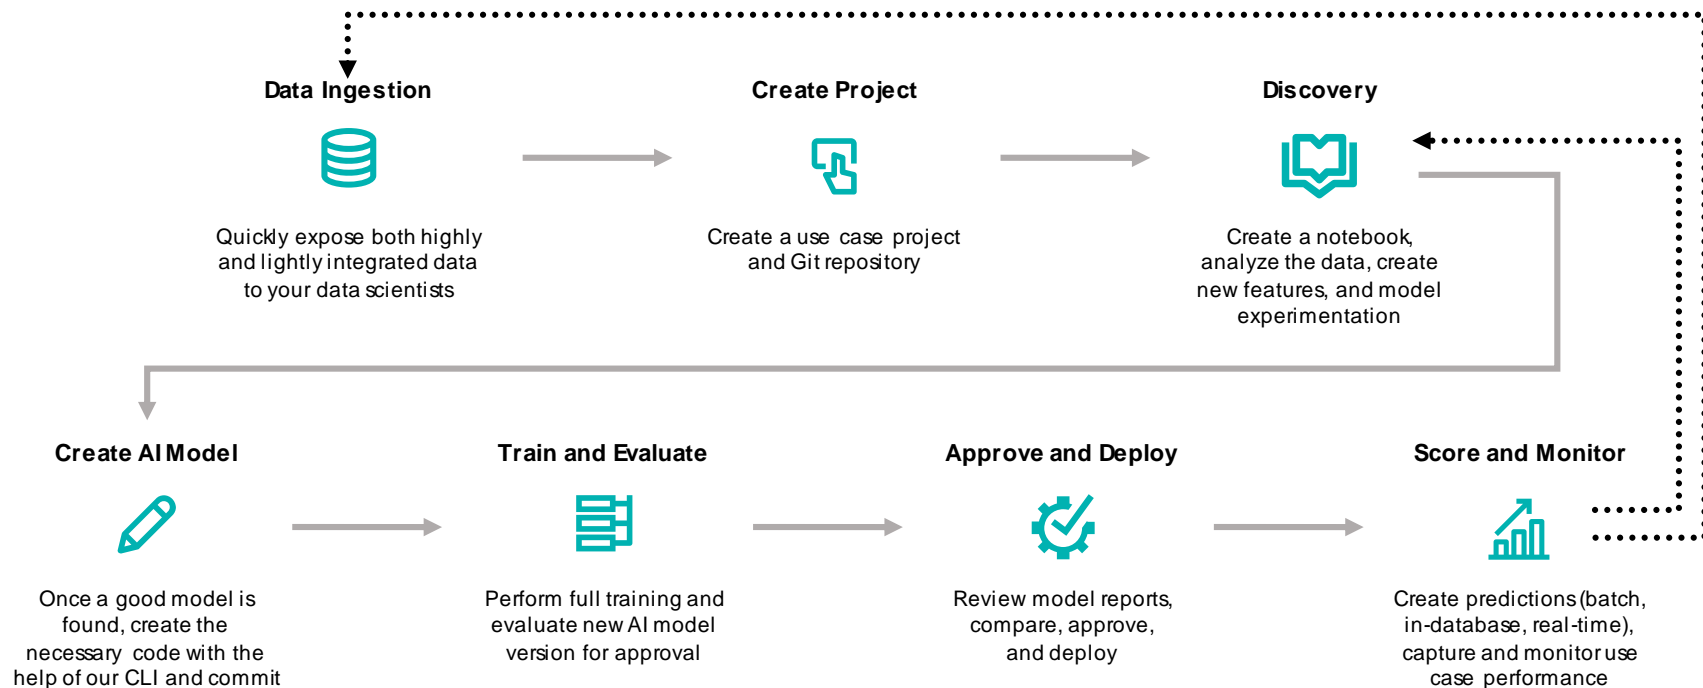 Data Ingestion
Quickly expose both highly
and lightly integrated data
to your data scientists
Create Project
Create a use case project
and Git repository
Discovery
Create a notebook,
analyze the data, create
new features, and model
experimentation
Create AI Model
Once a good model is
found, create the
necessary code with the
help of our CLI and commit
Train and Evaluate
Perform full training and
evaluate new AI model
version for approval
Approve and Deploy
Review model reports,
compare, approve,
and deploy
Score and Monitor
Create predictions (batch,
in-database, real-time),
capture and monitor use
case performance